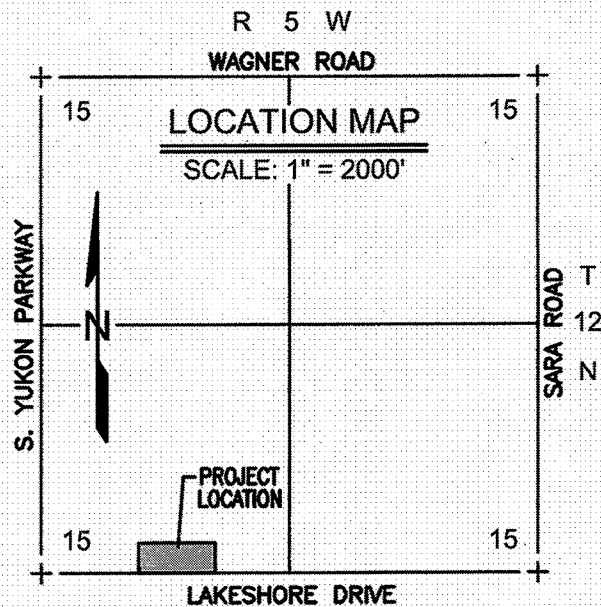 R 5 W
WAGNER ROAD
15
15
LOCATION MAP
SCALE: 1" = 2000'
S. YUKON PARKWAY
N
SARA ROAD
T
12
N
PROJECT
LOCATION
15
15
LAKESHORE DRIVE